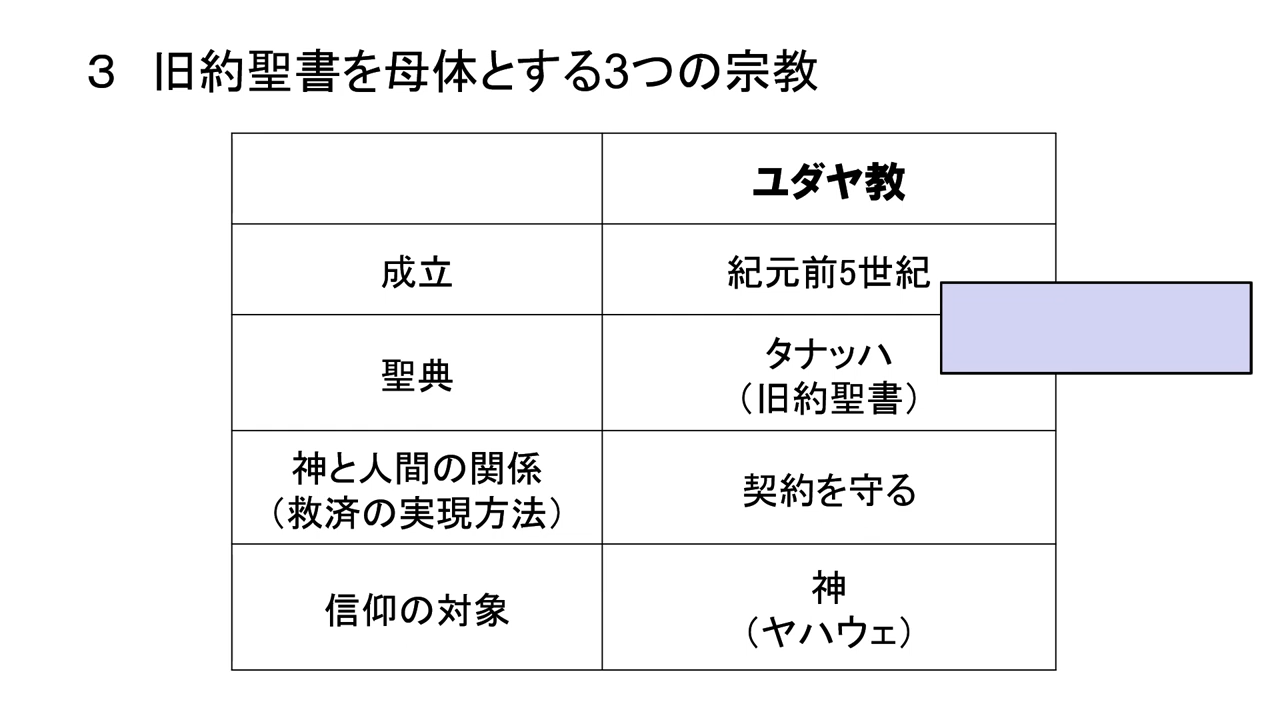 ３ 旧約聖書を母体とする3つの宗教
ユダヤ教
成立
紀元前5世紀
聖典
タナッハ
（旧約聖書）
神と人間の関係
（救済の実現方法）
契約を守る
信仰の対象
神
（ヤハウェ）